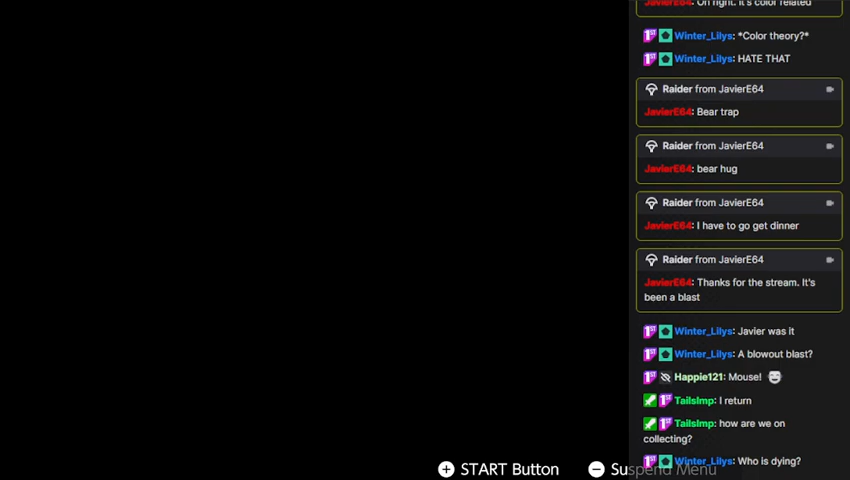 JavierE64: Oh right. It's color related
Winter_Lilys: *Color theory?*
Winter_Lilys: HATE THAT
Raider from JavierE64
JavierE64: Bear trap
Raider from JavierE64
JavierE64: bear hug
Raider from JavierE64
JavierE64: I have to go get dinner
Raider from JavierE64
JavierE64: Thanks for the stream. It's
been a blast
Winter_Lilys: Javier was it
Winter_Lilys: A blowout blast?
Happie121: Mouse!
TailsImp: I return
TailsImp: how are we on
collecting?
Winter_Lilys: Who is dying?
START Button
Suspend Menu